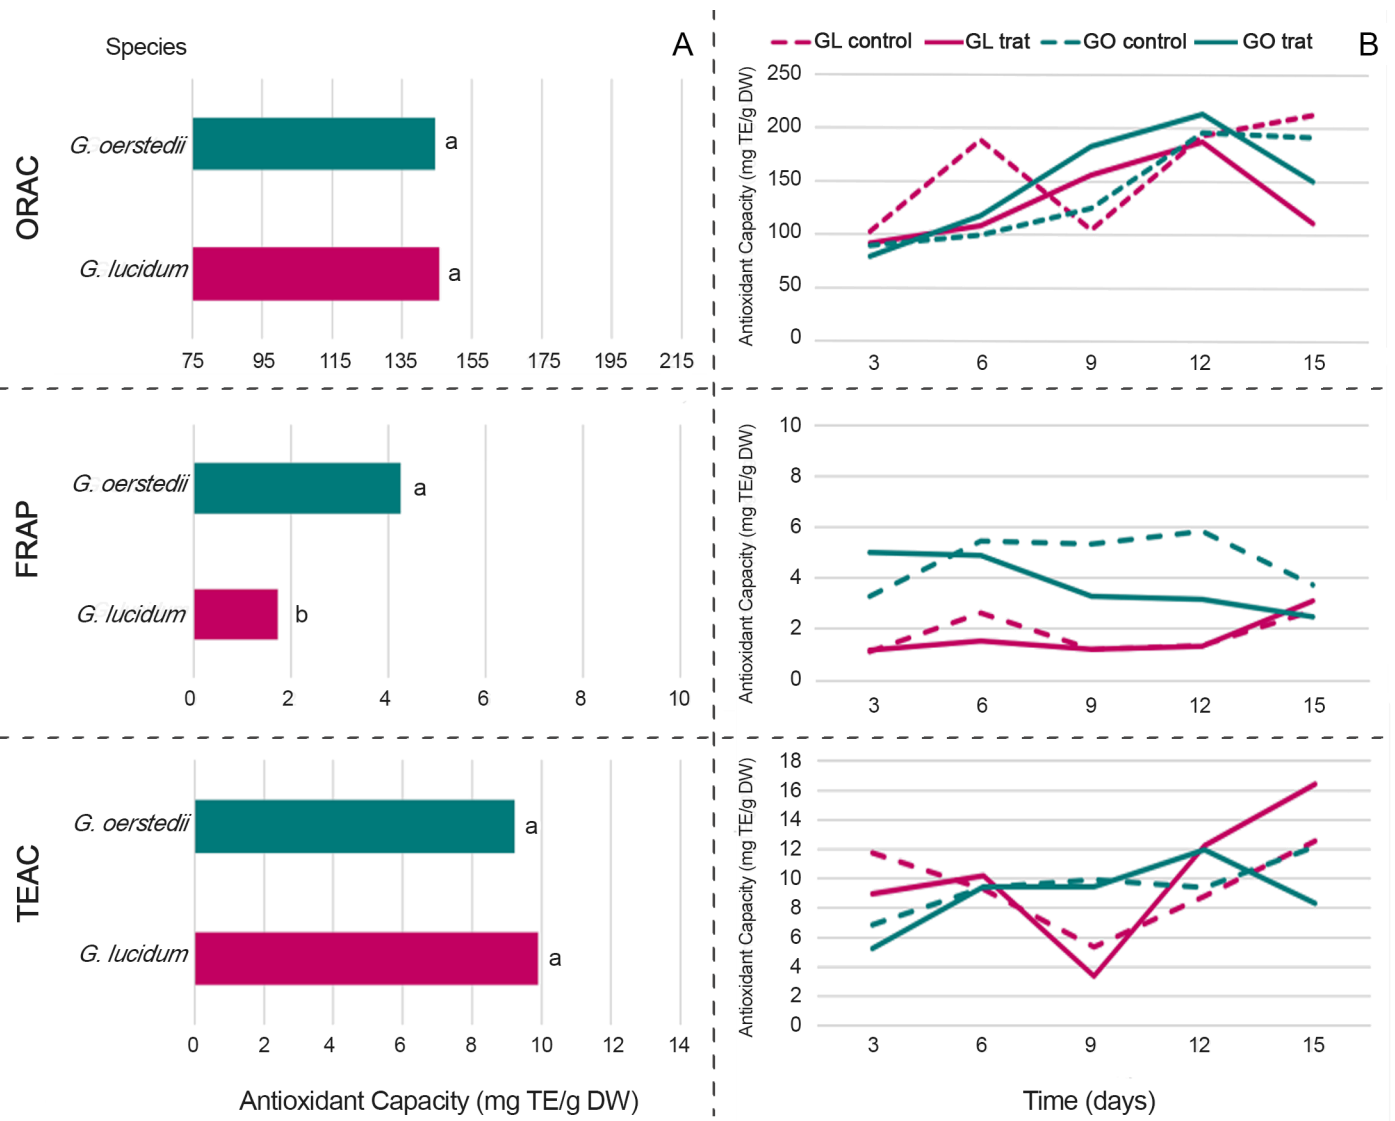 Species
A
ORAC
G. oerstedii
a
G. lucidum
a
75 95 115 135 155 175 195 215
GL control GL trat GO control GO trat
B
Antioxidant Capacity (mg TE/g DW)
250
200
150
100
50
0
3 6 9 12 15
FRAP
G. oerstedii
a
G. lucidum
b
0 2 4 6 8 10
Antioxidant Capacity (mg TE/g DW)
10
8
6
4
2
0
3 6 9 12 15
TEAC
G. oerstedii
a
G. lucidum
a
0 2 4 6 8 10 12 14
Antioxidant Capacity (mg TE/g DW)
Antioxidant Capacity (mg TE/g DW)
18
16
14
12
10
8
6
4
2
0
3 6 9 12 15
Time (days)